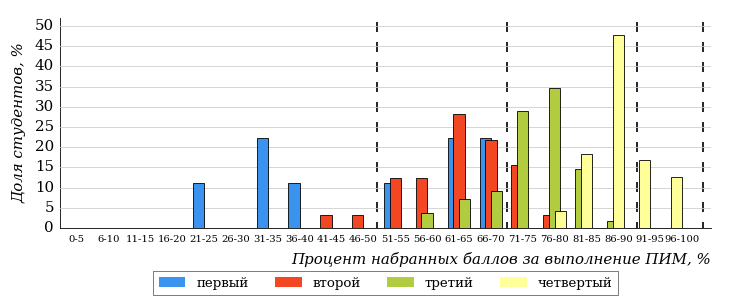 Доля студентов, %
50
45
40
35
30
25
20
15
10
5
0
0-5 6-10 11-15 16-20 21-25 26-30 31-35 36-40 41-45 46-50 51-55 56-60 61-65 66-70 71-75 76-80 81-85 86-90 91-95 96-100
Процент набранных баллов за выполнение ПИМ, %
первый второй третий четвертый